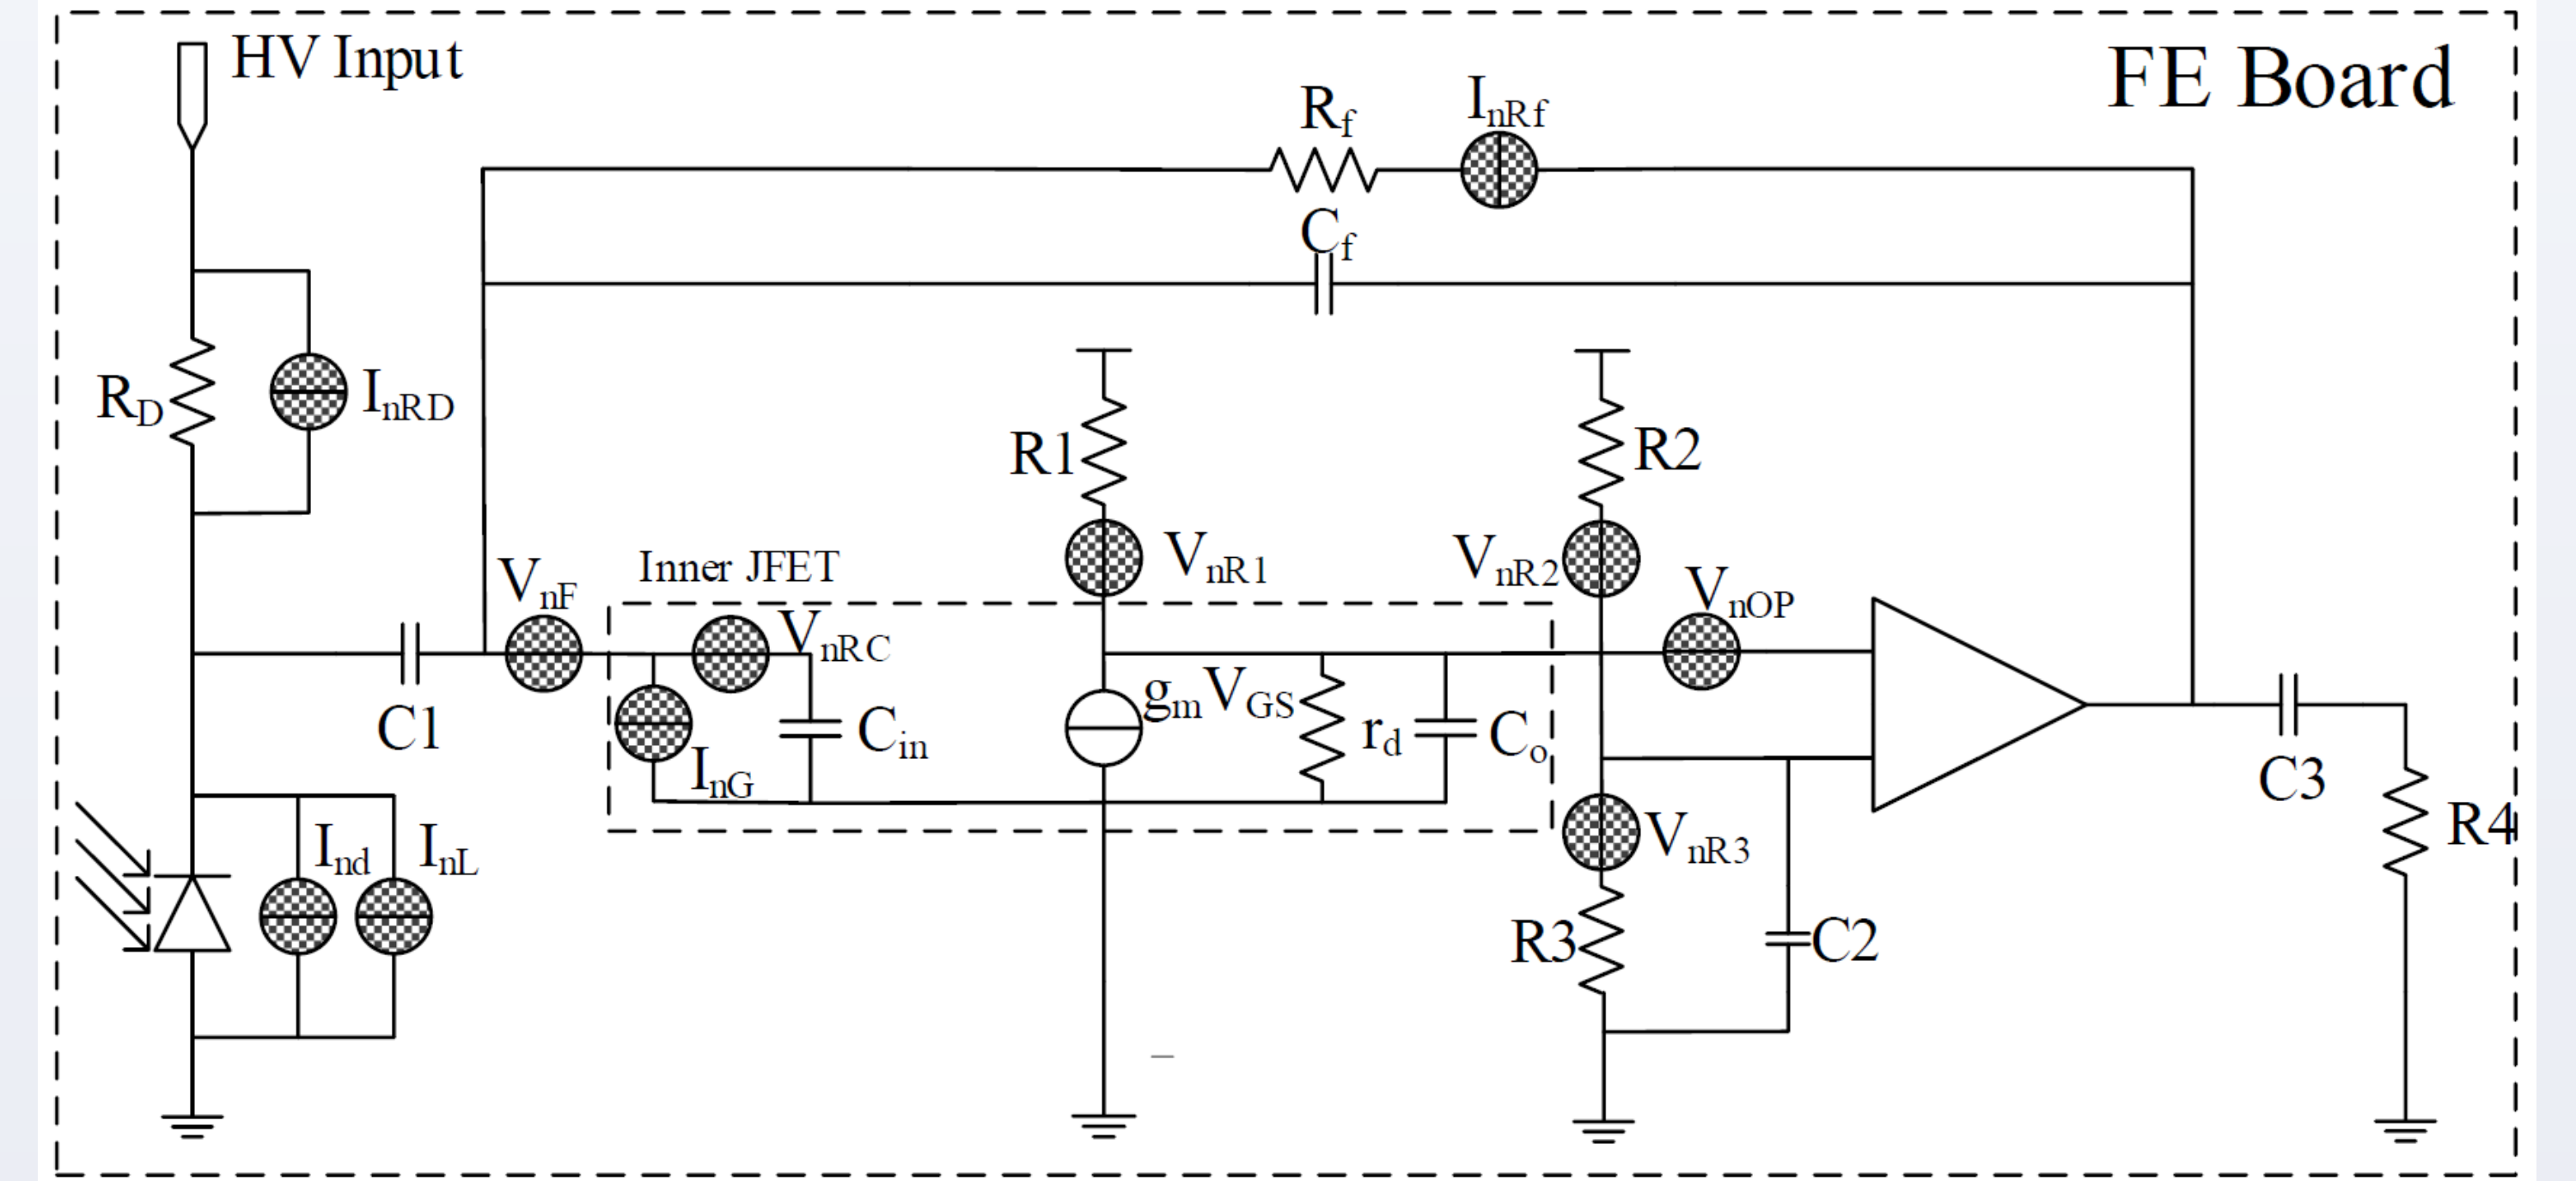 HV Input
FE Board
Rf
InRf
Cf
RD
InRD
R1
R2
VnF
Inner JFET
VnR1
VnR2
VnOP
VnRC
C1
InG
Cin
gmVGS
rd
Co
C3
R4
Ind
InL
VnR3
R3
C2